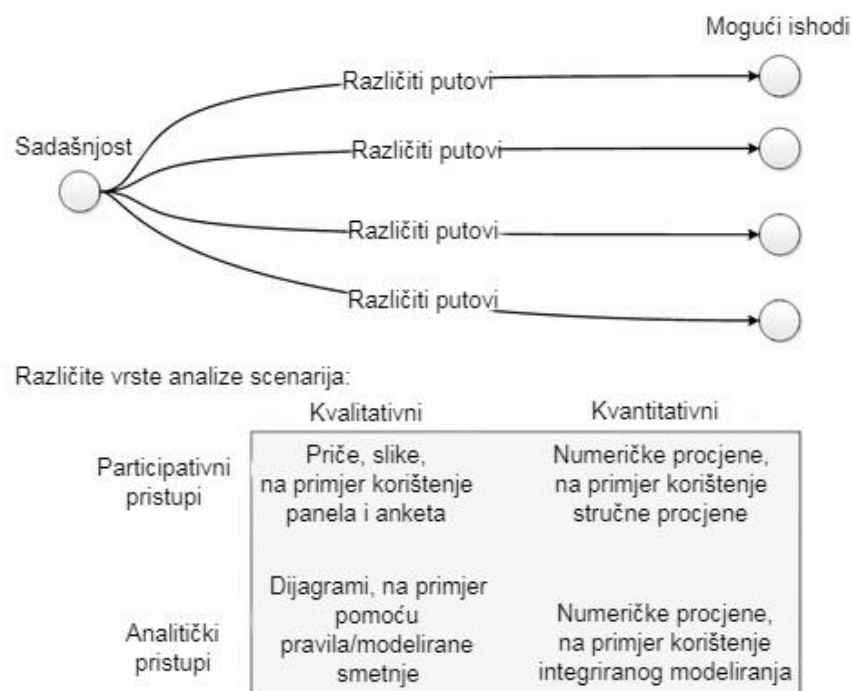 Mogući ishodi
Različiti putovi
Sadašnjost
Različiti putovi
Različiti putovi
Različiti putovi
Različite vrste analize scenarija:
Kvalitativni
Kvantitativni
Participativni
pristupi
Priče, slike,
na primjer korištenje
panela i anketa
Numeričke procjene,
na primjer korištenje
stručne procjene
Analitički
pristupi
Dijagrami, na primjer
pomoću
pravila/modelirane
smetnje
Numeričke procjene,
na primjer korištenje
integriranog modeliranja